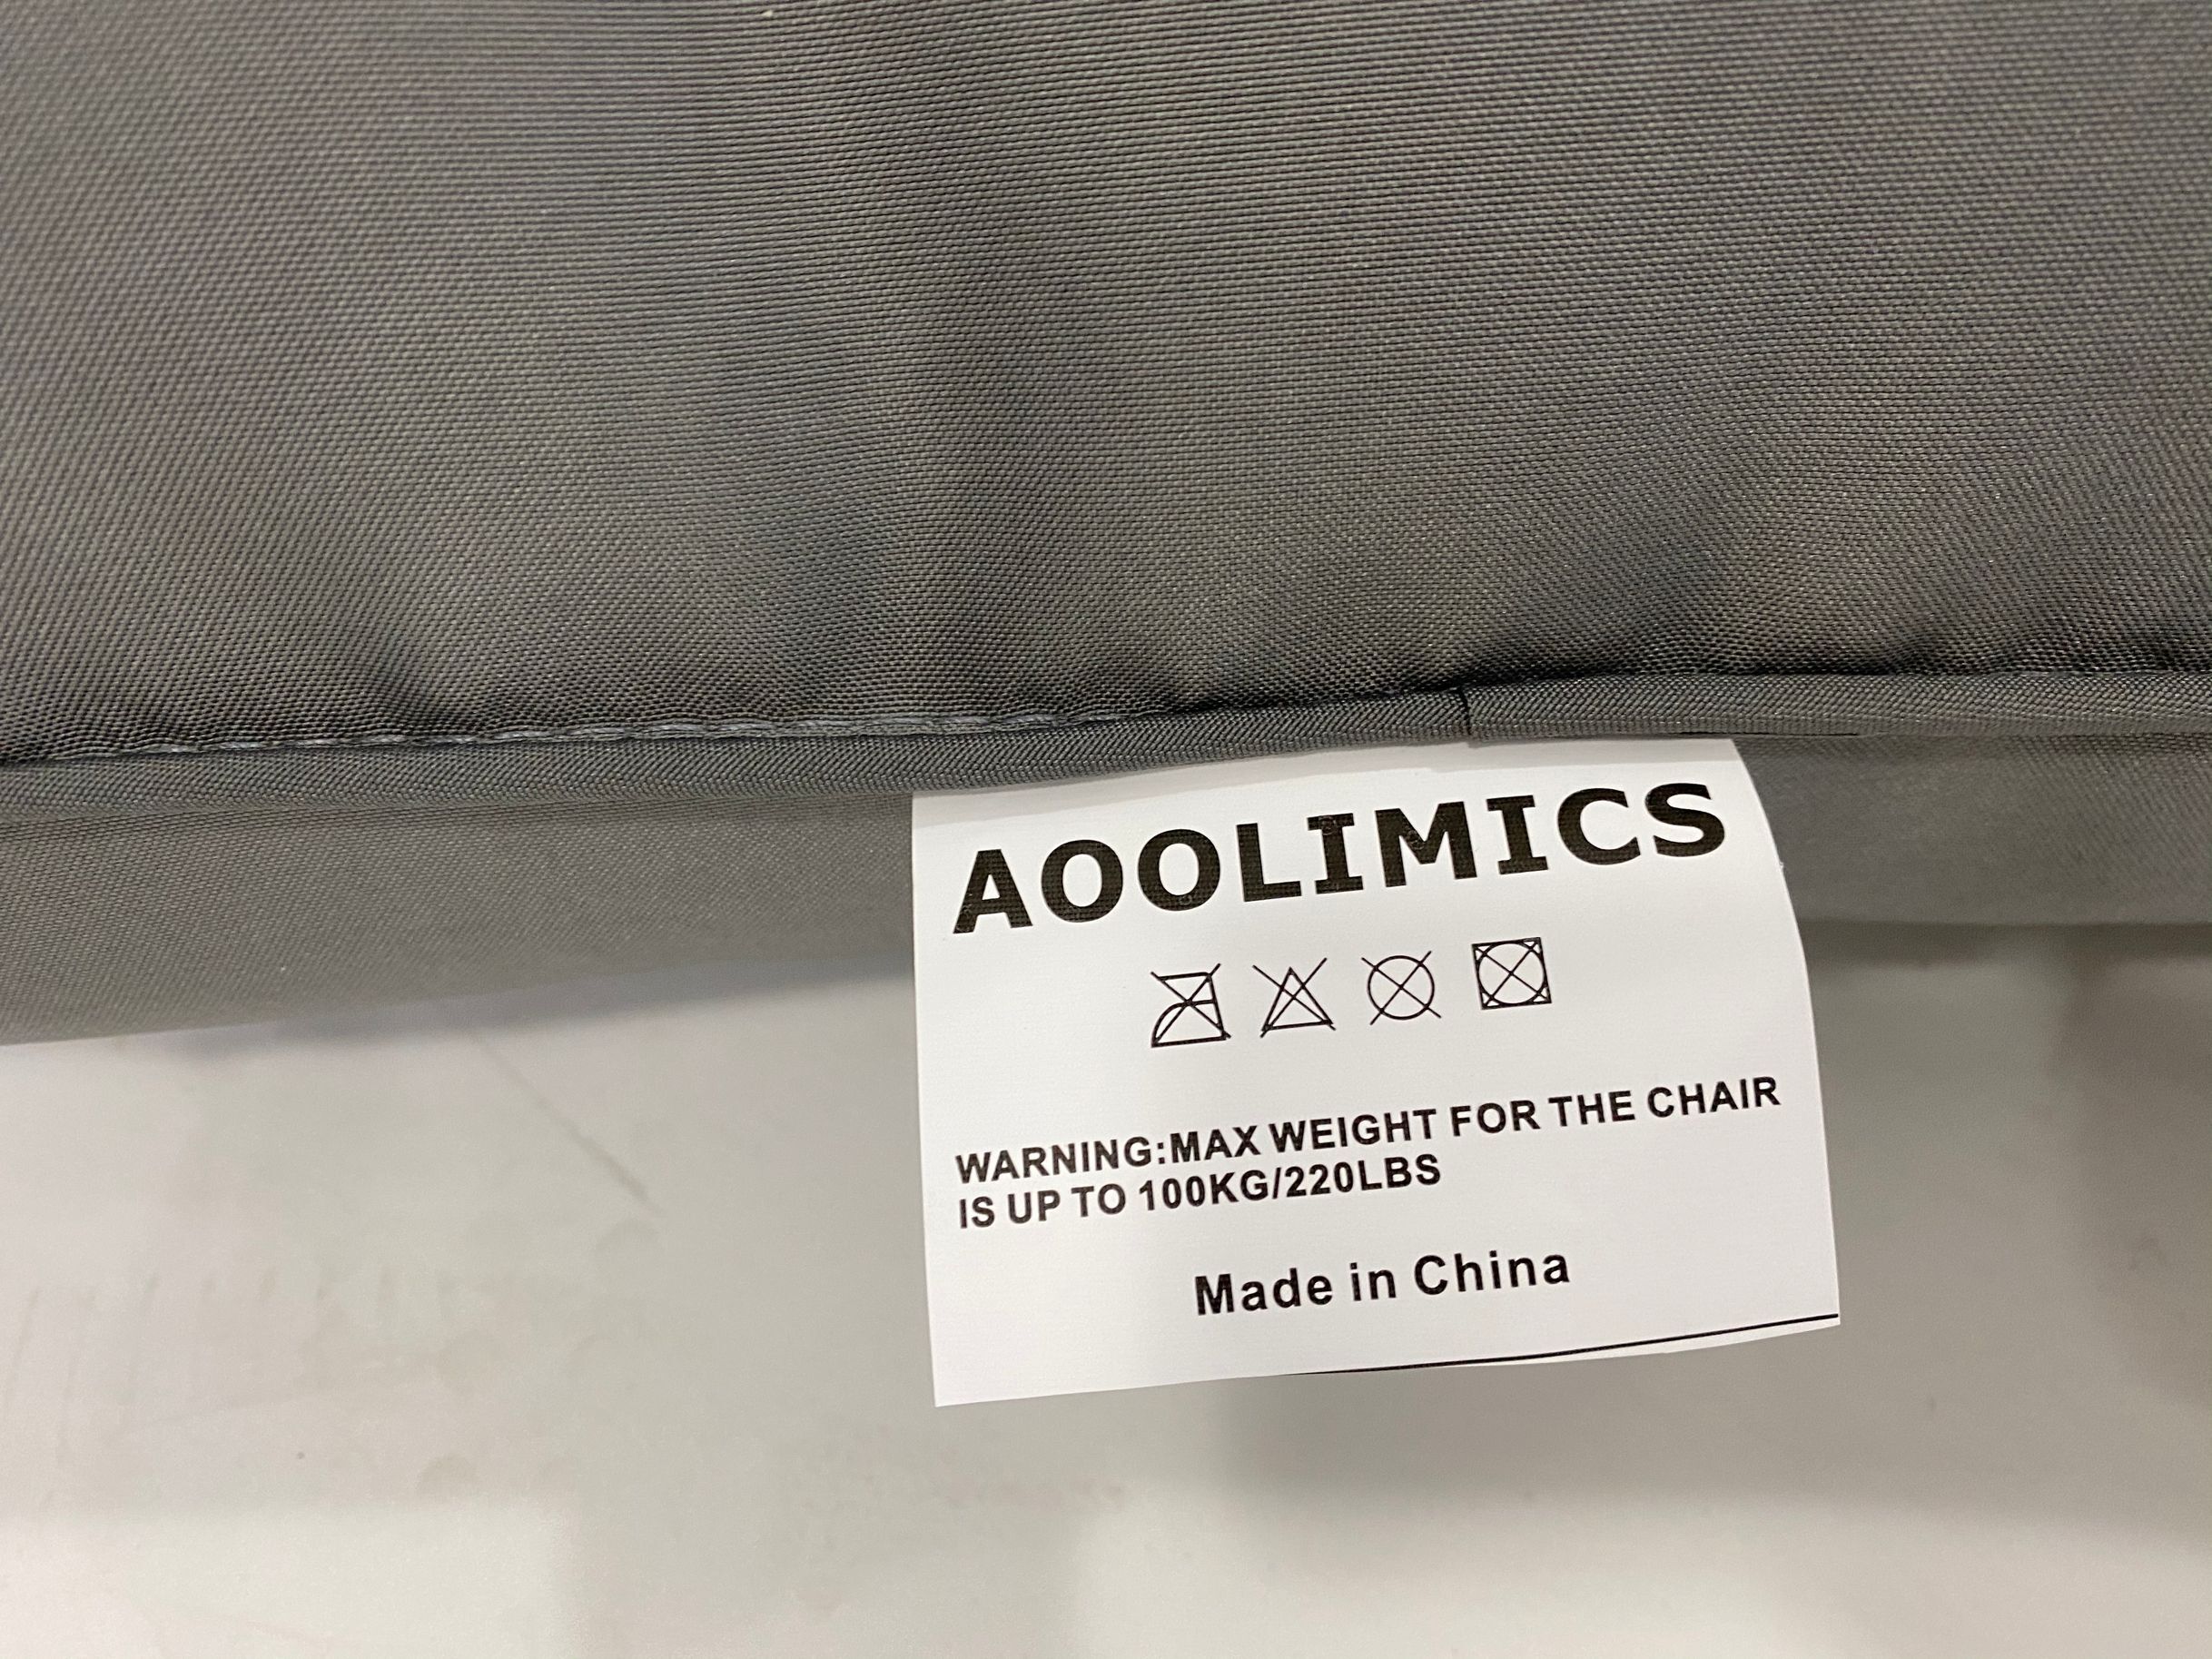 AOOLIMICS
WARNING:MAX WEIGHT FOR THE CHAIR
IS UP TO 100KG/220LBS
Made in China